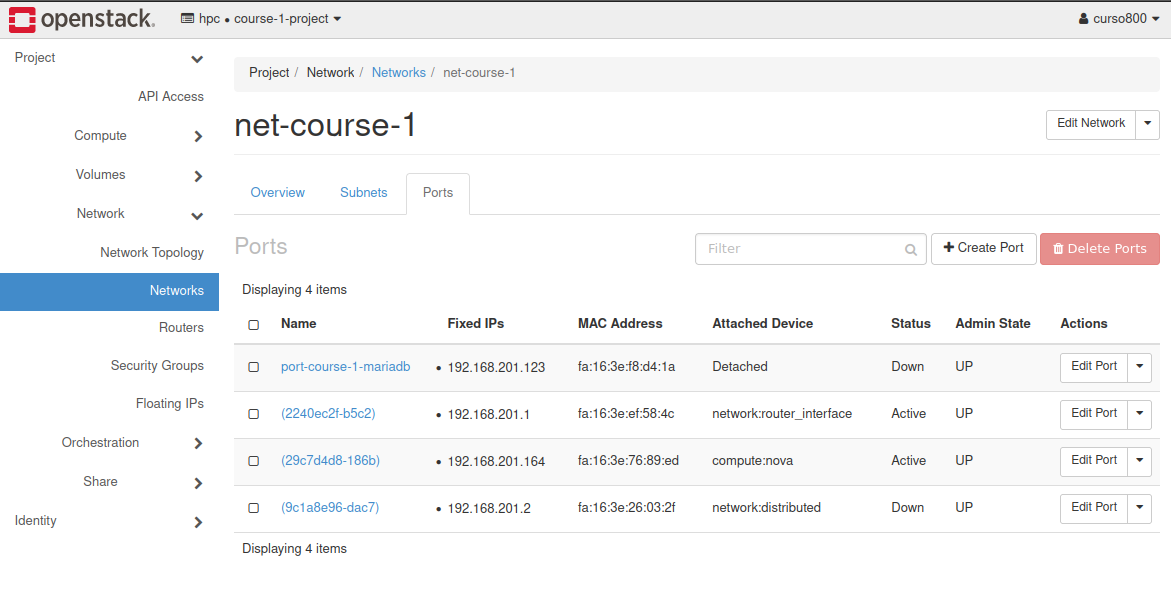 openstack. hpc • course-1-project curso800
Project
API Access
Compute
Volumes
Network
Network Topology
Networks
Routers
Security Groups
Floating IPs
Orchestration
Share
Identity
Project / Network / Networks / net-course-1
net-course-1
Edit Network
Overview Subnets Ports
Ports
Filter
Create Port
Delete Ports
Displaying 4 items
Name Fixed IPs MAC Address Attached Device Status Admin State Actions
port-course-1-mariadb • 192.168.201.123 fa:16:3e:f8:d4:1a Detached Down UP Edit Port
(2240ec2f-b5c2) • 192.168.201.1 fa:16:3e:ef:58:4c network:router_interface Active UP Edit Port
(29c7d4d8-186b) • 192.168.201.164 fa:16:3e:76:89:ed compute:nova Active UP Edit Port
(9c1a8e96-dac7) • 192.168.201.2 fa:16:3e:26:03:2f network:distributed Down UP Edit Port
Displaying 4 items